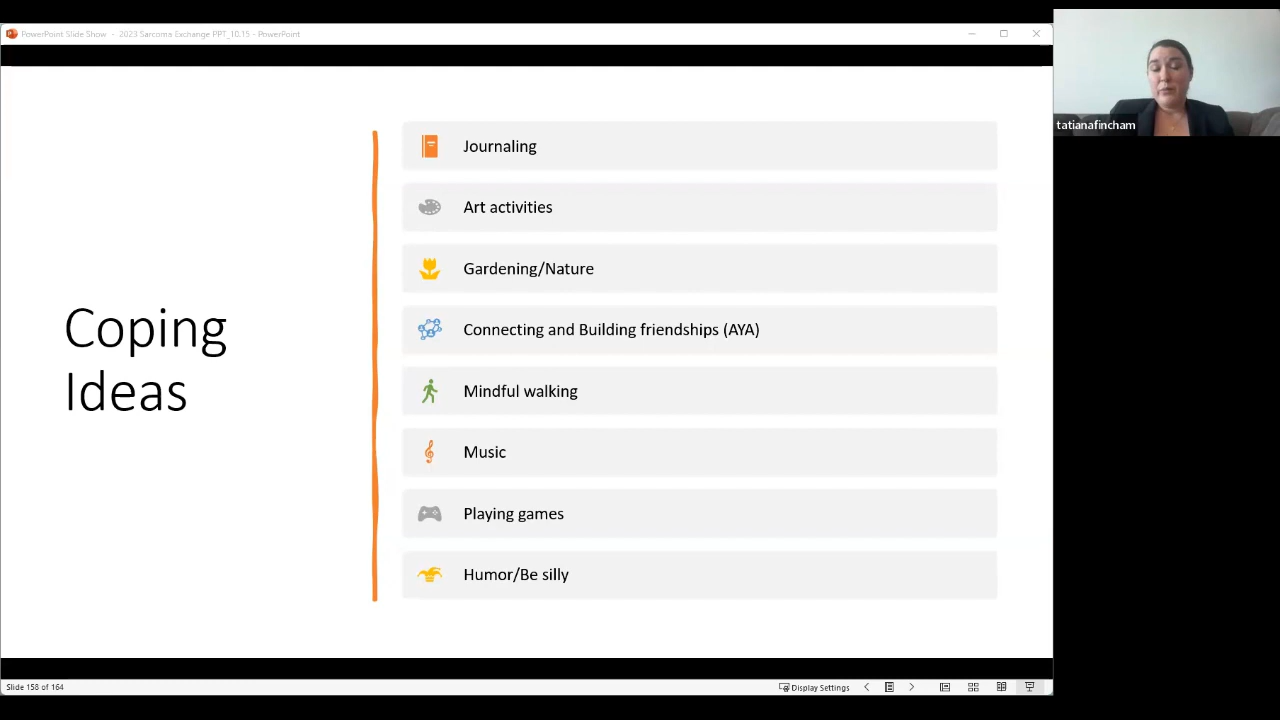 PowerPoint Slide Show - 2023 Sarcoma Exchange PPT_10.15 - PowerPoint
tatianafincham
Coping
Ideas
Journaling
Art activities
Gardening/Nature
Connecting and Building friendships (AYA)
Mindful walking
Music
Playing games
Humor/Be silly
Slide 158 of 164
Display Settings